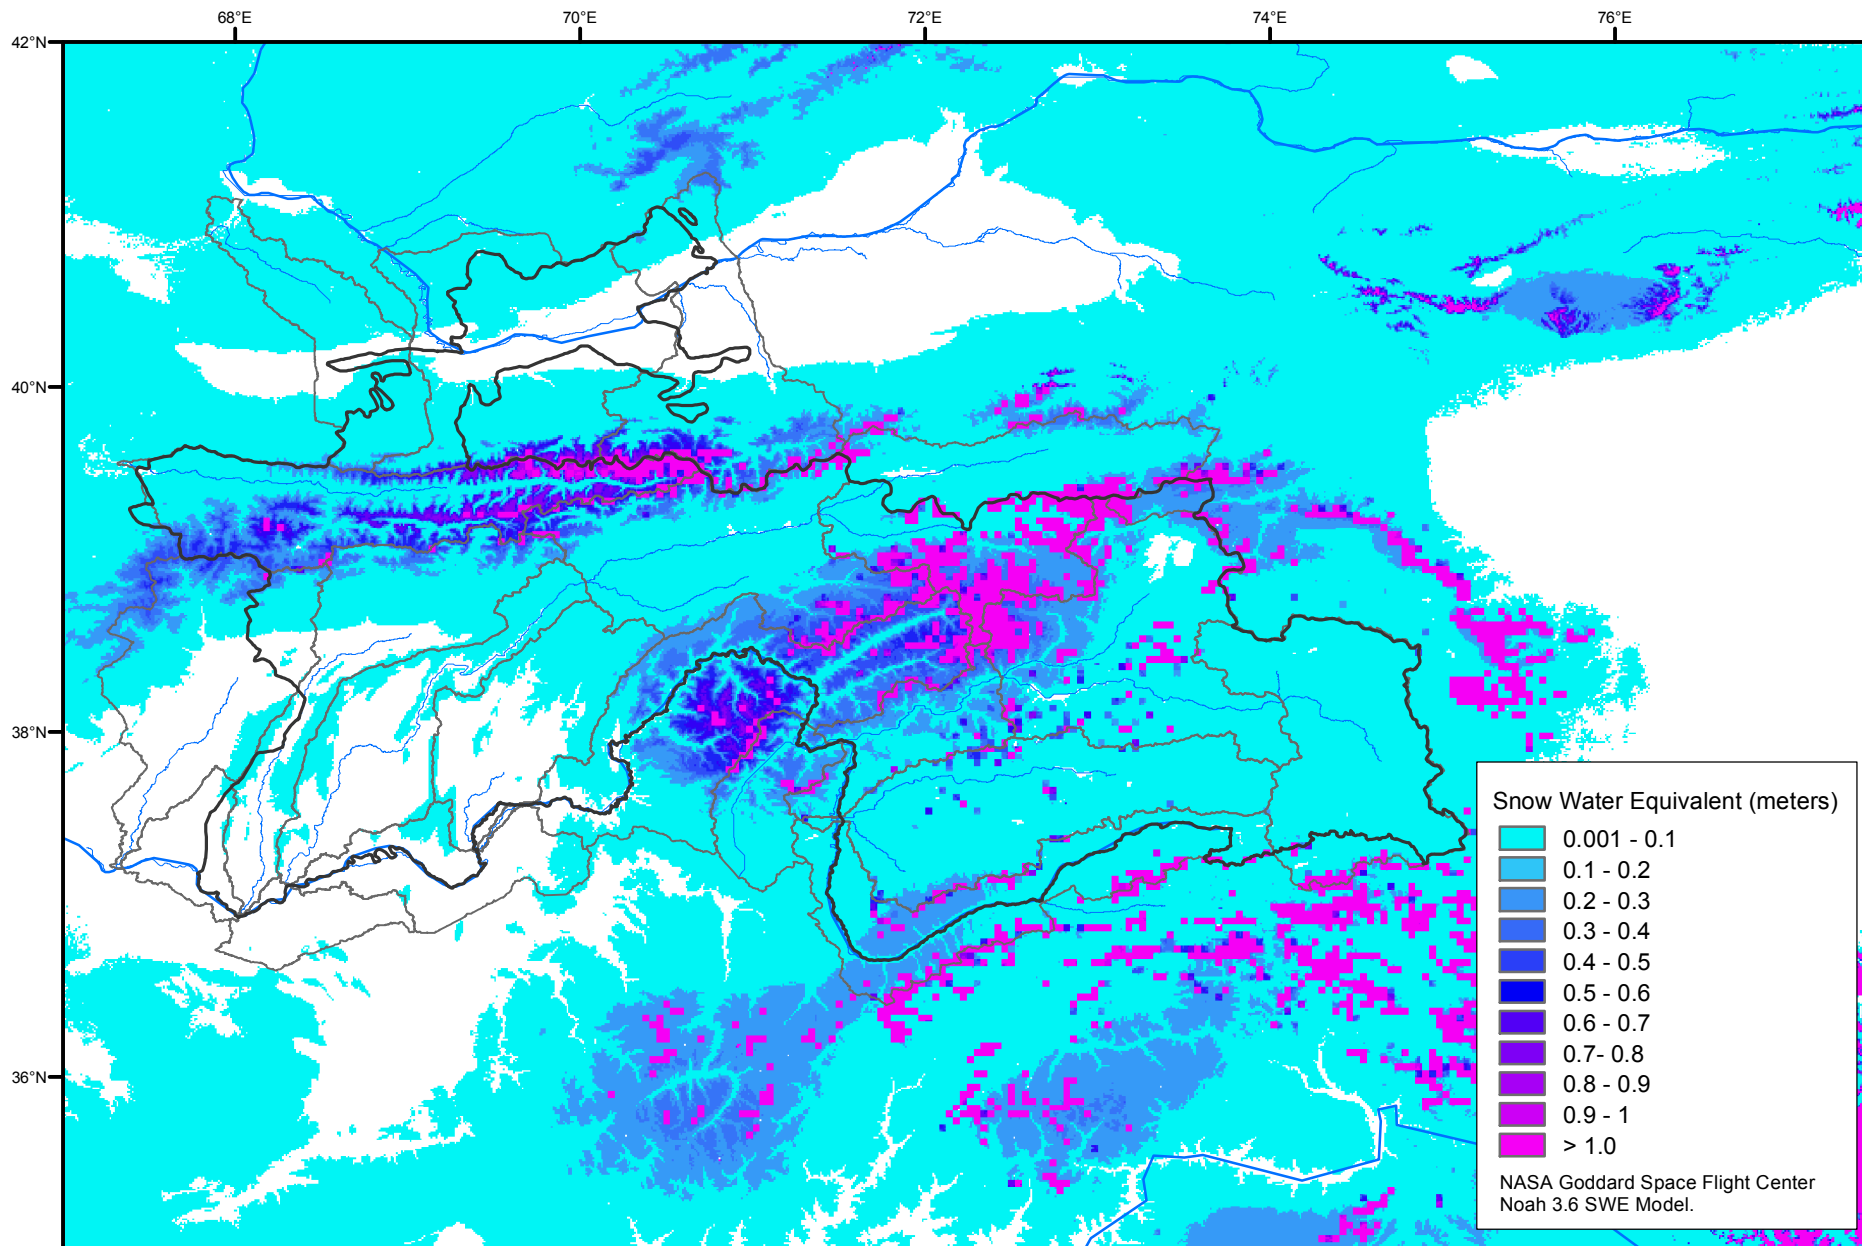 68°E 70°E 72°E 74°E 76°E
42°N
40°N
38°N
36°N
Snow Water Equivalent (meters)
0.001 - 0.1
0.1 - 0.2
0.2 - 0.3
0.3 - 0.4
0.4 - 0.5
0.5 - 0.6
0.6 - 0.7
0.7- 0.8
0.8 - 0.9
0.9 - 1
> 1.0
NASA Goddard Space Flight Center
Noah 3.6 SWE Model.